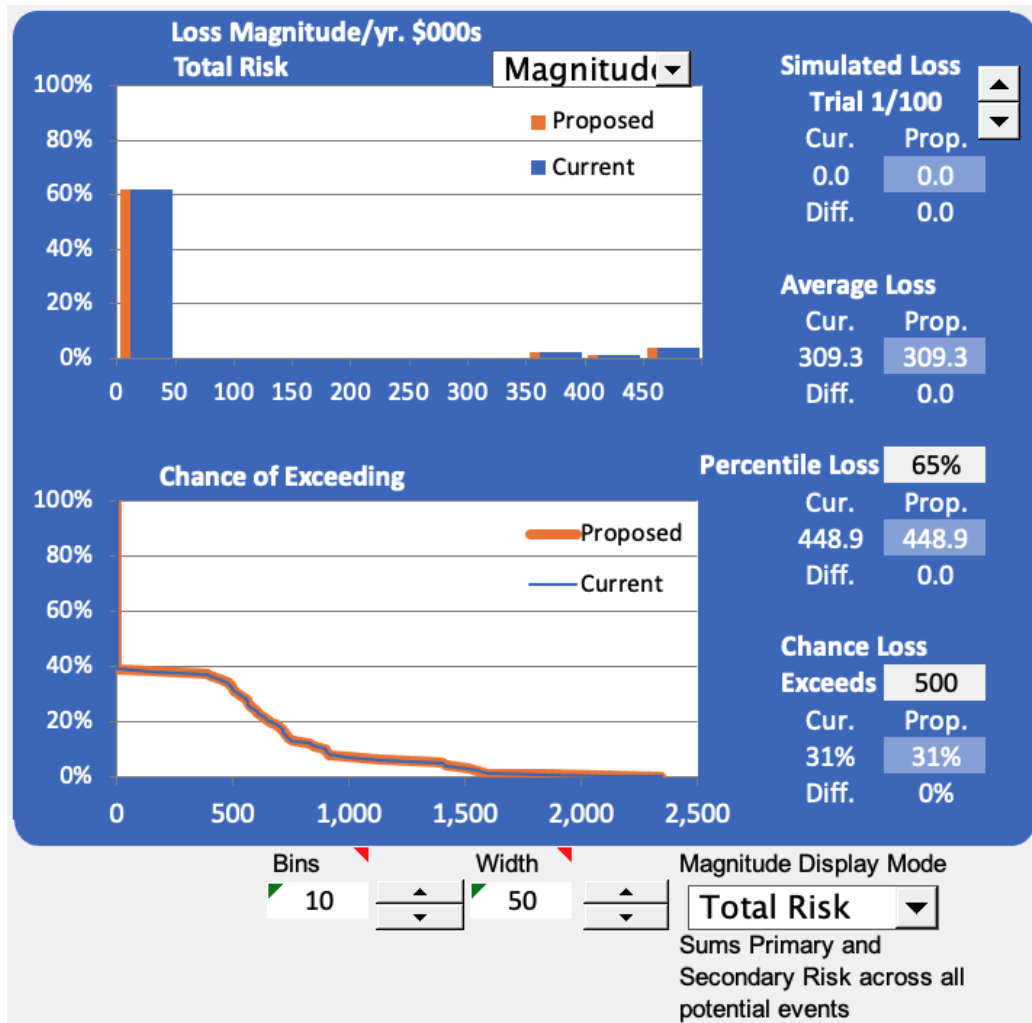 Loss Magnitude/yr. $000s
Total Risk
Magnitud
100%
80%
60%
40%
20%
0%
Proposed
Current
0 50 100 150 200 250 300 350 400 450
Simulated Loss
Trial 1/100
Cur. Prop.
0.0 0.0
Diff. 0.0
Average Loss
Cur. Prop.
309.3 309.3
Diff. 0.0
Chance of Exceeding
100%
80%
60%
40%
20%
0%
Proposed
Current
0 500 1,000 1,500 2,000 2,500
Percentile Loss 65%
Cur. Prop.
448.9 448.9
Diff. 0.0
Chance Loss
Exceeds 500
Cur. Prop.
31% 31%
Diff. 0%
Bins Width Magnitude Display Mode
10 50 Total Risk
Sums Primary and
Secondary Risk across all
potential events